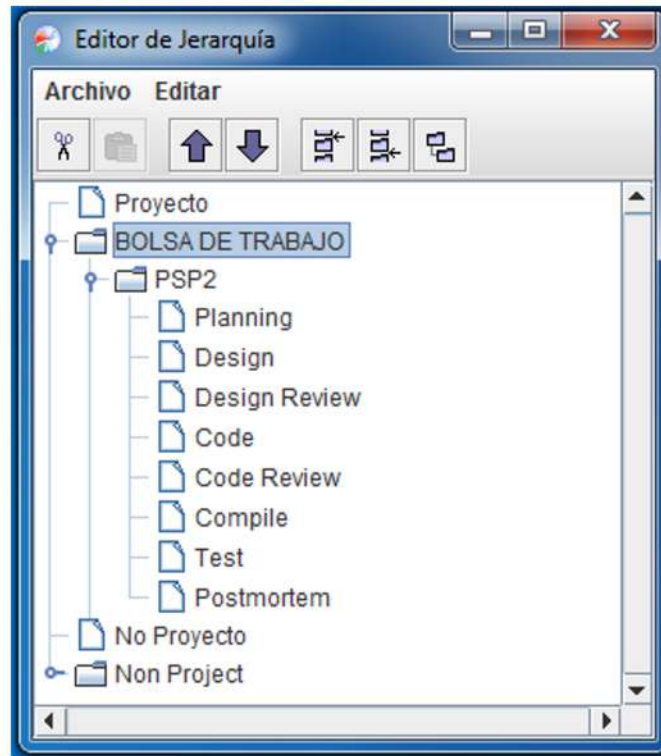 Editor de Jerarquía
Archivo Editar
Proyecto
BOLSA DE TRABAJO
PSP2
Planning
Design
Design Review
Code
Code Review
Compile
Test
Postmortem
No Proyecto
Non Project